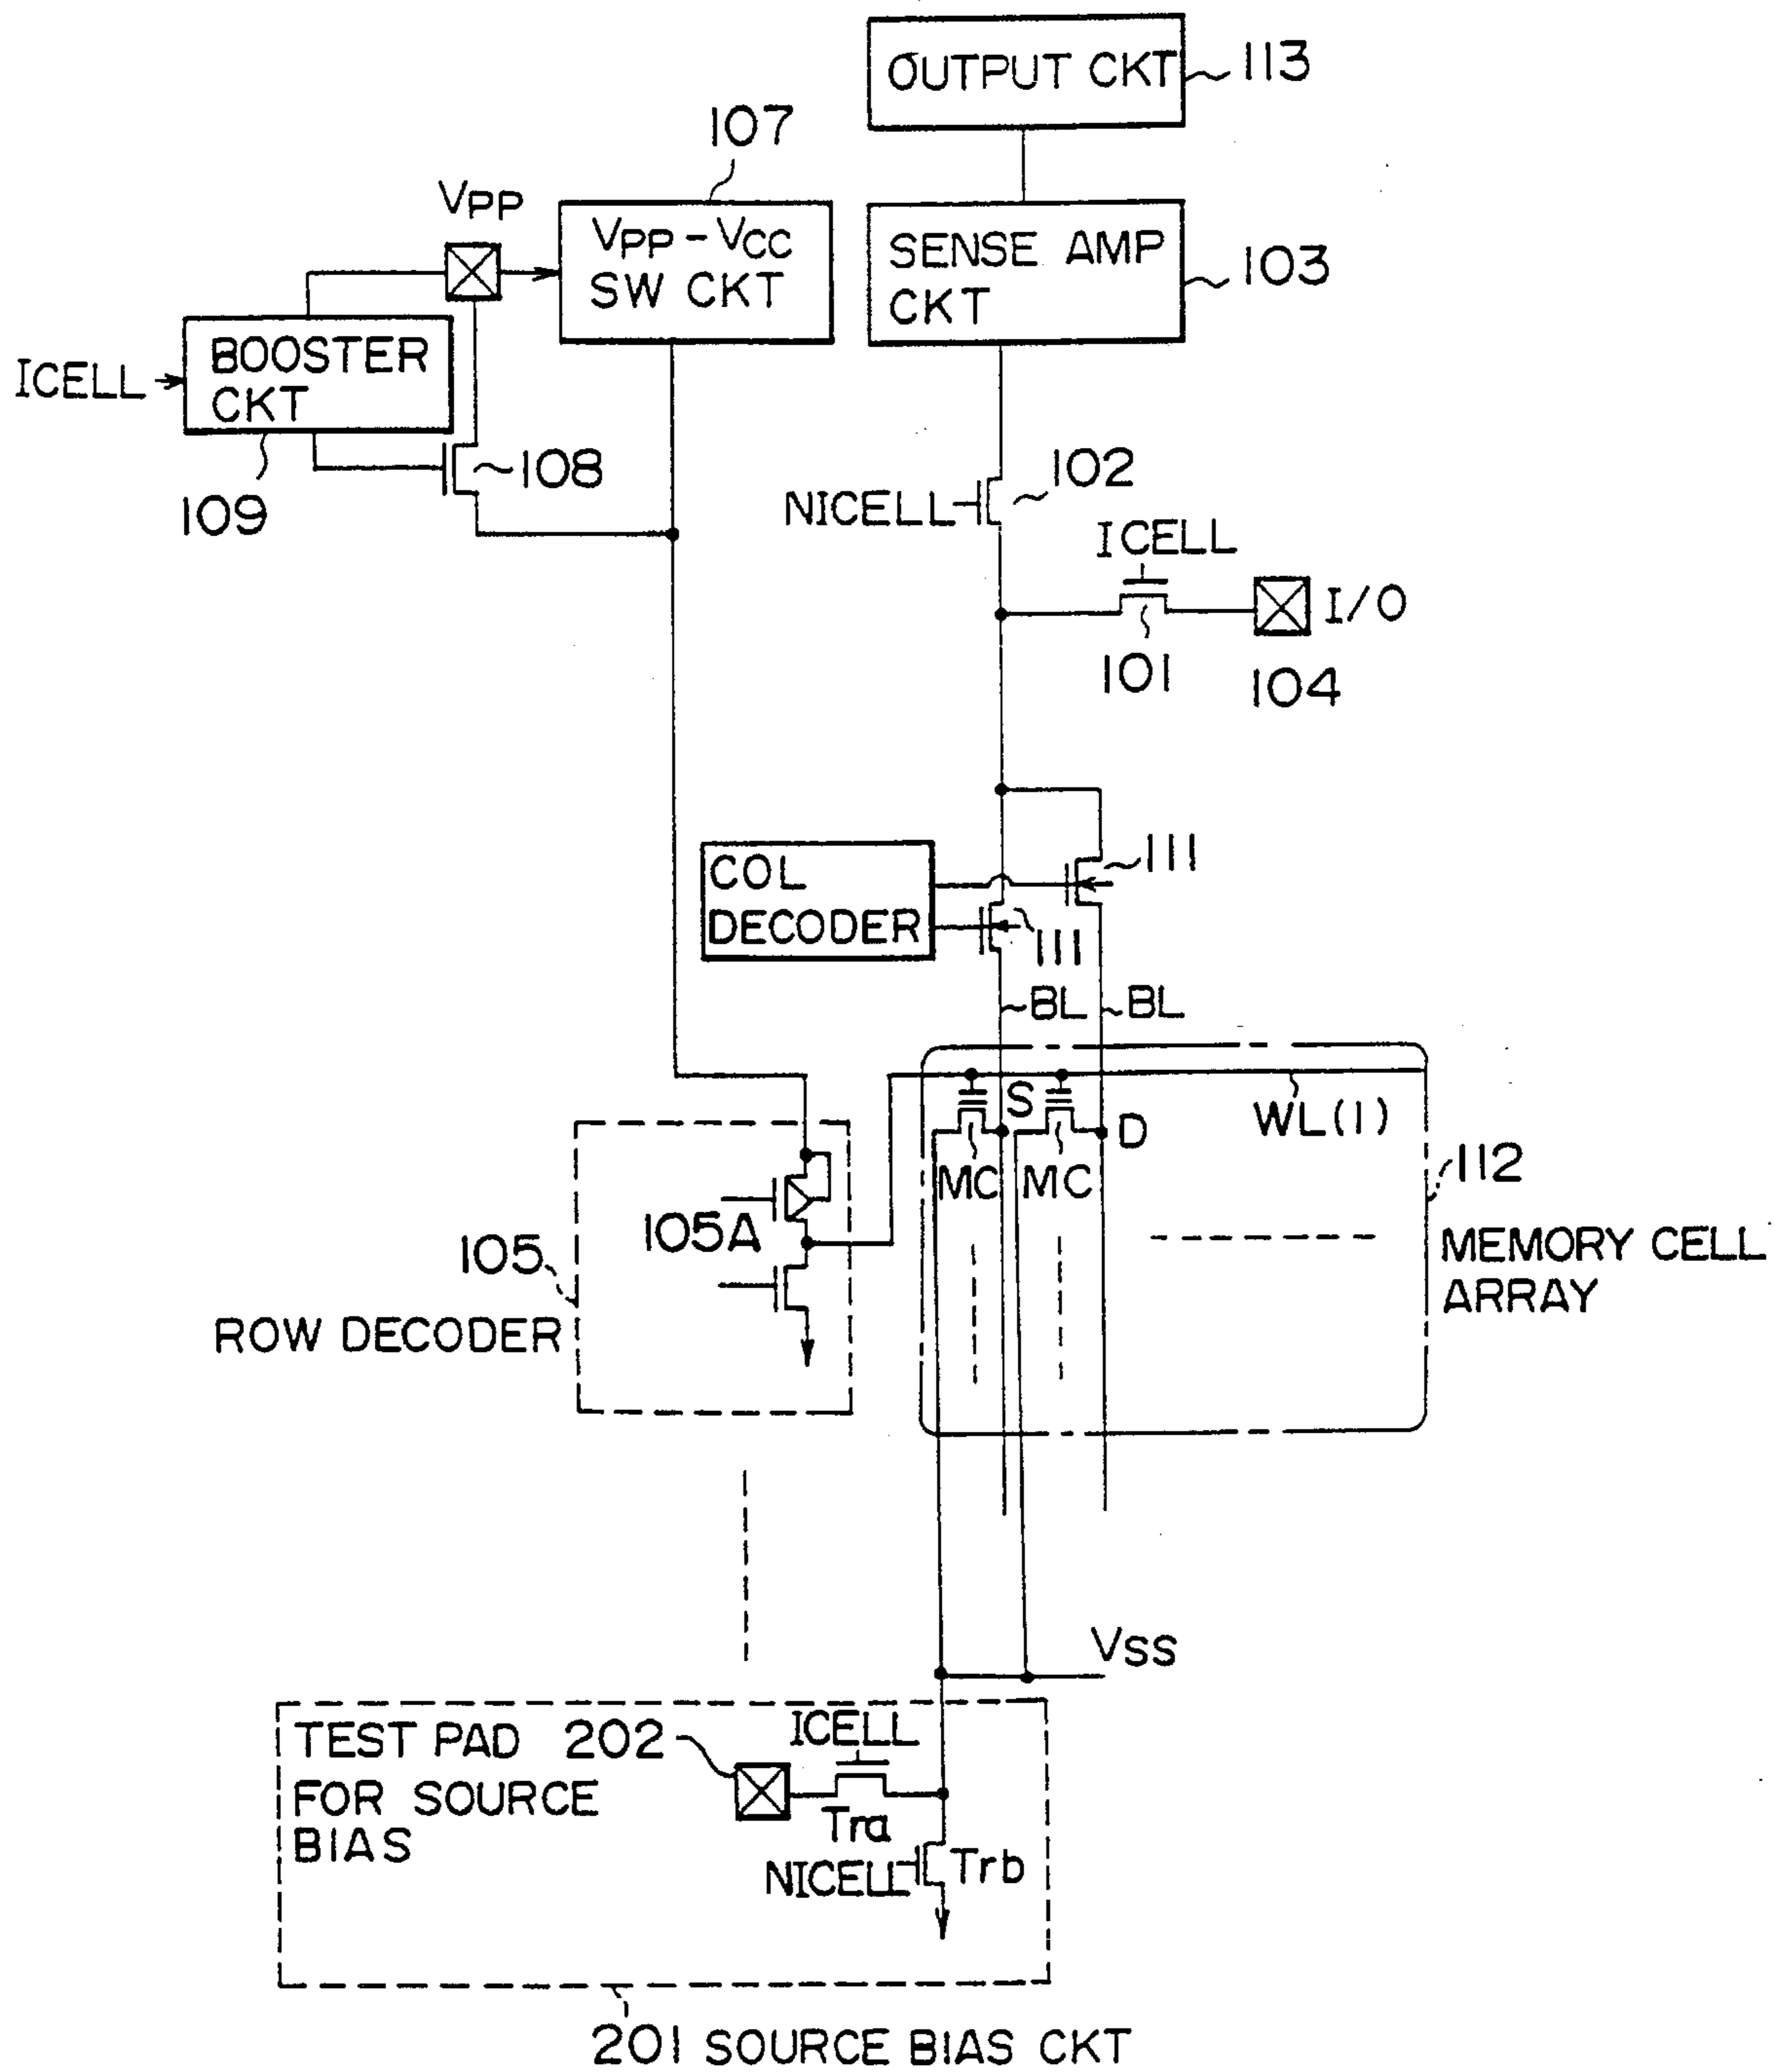 OUTPUT CKT
113
107
VPP
VPP-VCC
SW CKT
SENSE AMP
CKT
103
ICELL
BOOSTER
CKT
108
109
102
NICELL
ICELL
I/O
101
104
COL
DECODER
111
111
BL
BL
S
D
WL(1)
MC
MC
112
MEMORY CELL
ARRAY
105A
105
ROW DECODER
VSS
TEST PAD
FOR SOURCE
BIAS
202
ICELL
Tra
NICELL
Trb
201 SOURCE BIAS CKT